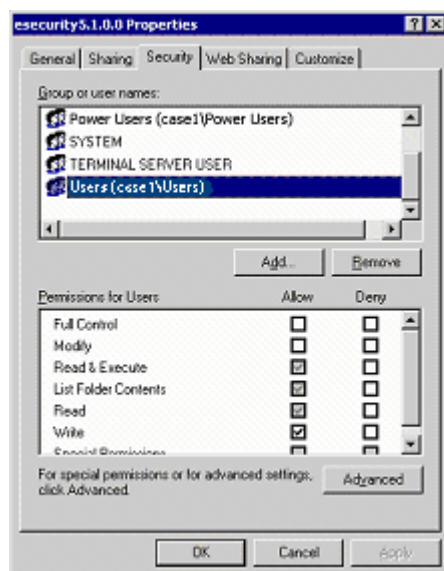 esecurity5.1.0.0 Properties
General Sharing Security Web Sharing Customize
Group or user names:
Power Users (case1\Power Users)
SYSTEM
TERMINAL SERVER USER
Users (case1\Users)
Add... Remove
Permissions for Users Allow Deny
Full Control
Modify
Read & Execute
List Folder Contents
Read
Write
Special Permissions
For special permissions or for advanced settings,
click Advanced. Advanced
OK Cancel Apply